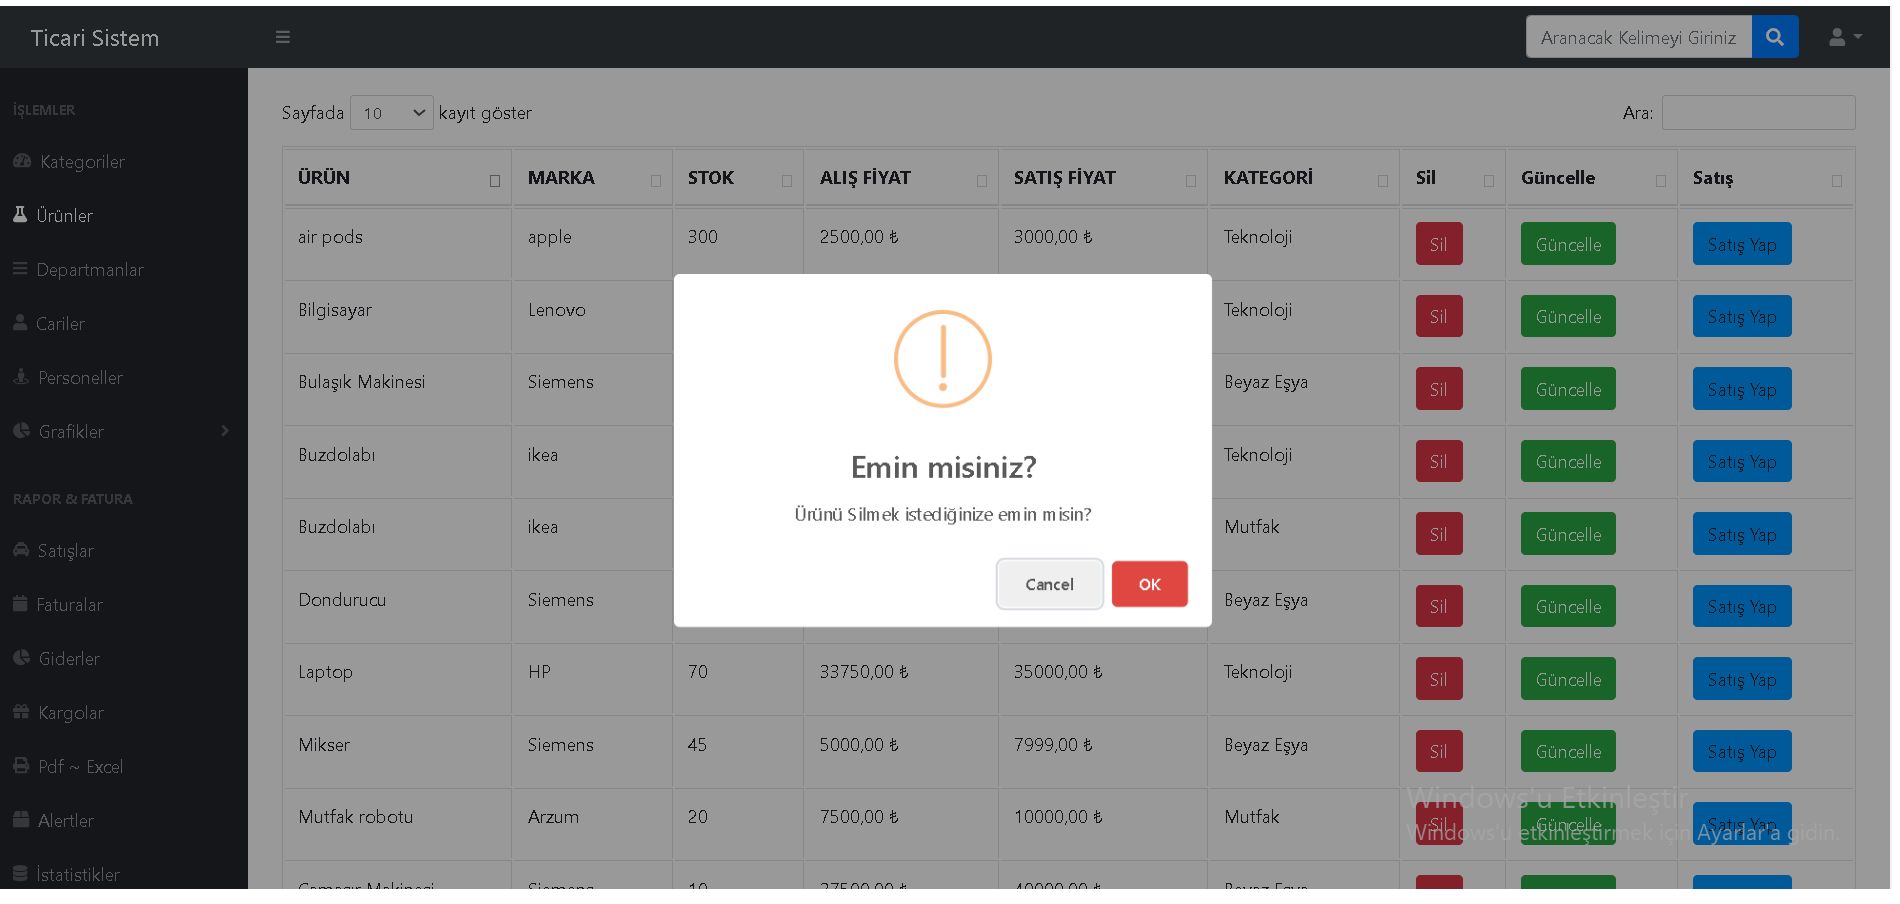 Ticari Sistem
Aranacak Kelimeyi Giriniz
İŞLEMLER
Kategoriler
Ürünler
Departmanlar
Cariler
Personeller
Grafikler
RAPOR & FATURA
Satışlar
Faturalar
Giderler
Kargolar
Pdf ~ Excel
Alertler
İstatistikler
Sayfada 10 kayıt göster
Ara:
ÜRÜN MARKA STOK ALIŞ FİYAT SATIŞ FİYAT KATEGORİ Sil Güncelle Satış
air pods apple 300 2500,00 ₺ 3000,00 ₺ Teknoloji Sil Güncelle Satış Yap
Bilgisayar Lenovo Teknoloji Sil Güncelle Satış Yap
Bulaşık Makinesi Siemens Beyaz Eşya Sil Güncelle Satış Yap
Buzdolabı ikea Teknoloji Sil Güncelle Satış Yap
Buzdolabı ikea Mutfak Sil Güncelle Satış Yap
Dondurucu Siemens Beyaz Eşya Sil Güncelle Satış Yap
Laptop HP 70 33750,00 ₺ 35000,00 ₺ Teknoloji Sil Güncelle Satış Yap
Mikser Siemens 45 5000,00 ₺ 7999,00 ₺ Beyaz Eşya Sil Güncelle Satış Yap
Mutfak robotu Arzum 20 7500,00 ₺ 10000,00 ₺ Mutfak Sil Güncelle Satış Yap
Emin misiniz?
Ürünü Silmek istediğinize emin misin?
Cancel OK
Windows'u Etkinleştir
Windows'u etkinleştirmek için Ayarlar'a gidin.